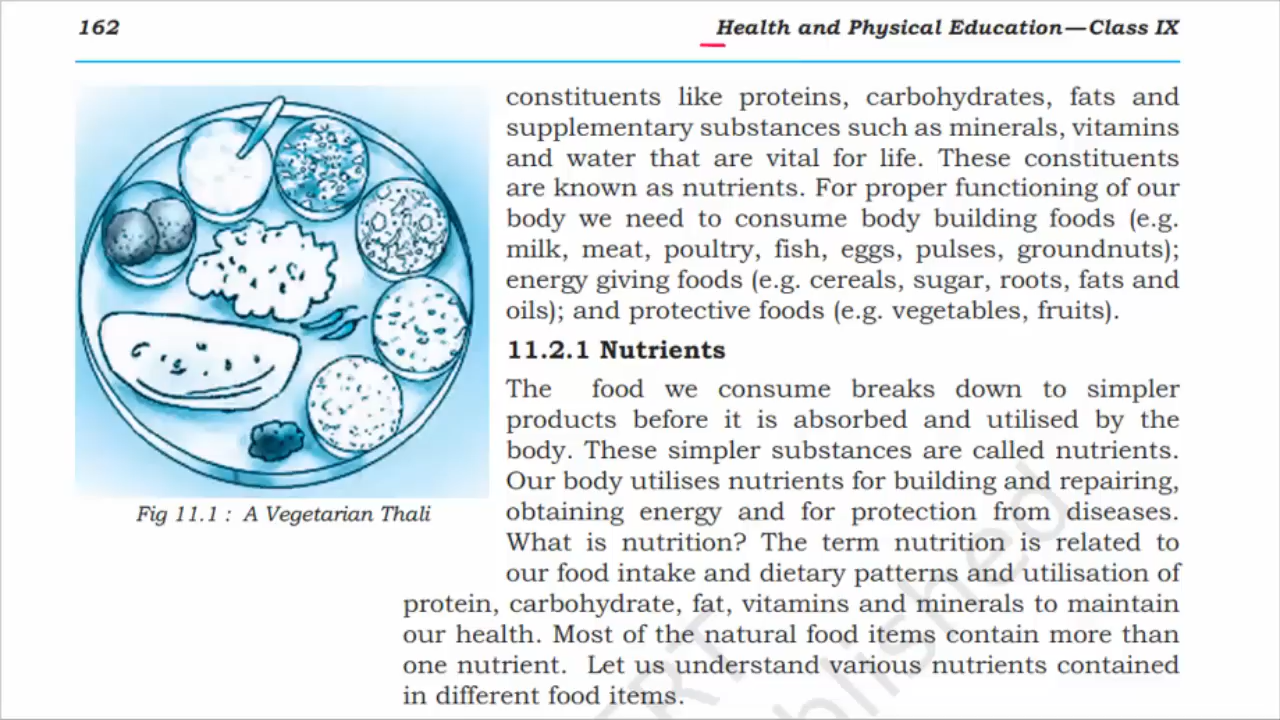 162
Health and Physical Education—Class IX
constituents like proteins, carbohydrates, fats and
supplementary substances such as minerals, vitamins
and water that are vital for life. These constituents
are known as nutrients. For proper functioning of our
body we need to consume body building foods (e.g.
milk, meat, poultry, fish, eggs, pulses, groundnuts);
energy giving foods (e.g. cereals, sugar, roots, fats and
oils); and protective foods (e.g. vegetables, fruits).
11.2.1 Nutrients
The food we consume breaks down to simpler
products before it is absorbed and utilised by the
body. These simpler substances are called nutrients.
Our body utilises nutrients for building and repairing,
obtaining energy and for protection from diseases.
What is nutrition? The term nutrition is related to
our food intake and dietary patterns and utilisation of
protein, carbohydrate, fat, vitamins and minerals to maintain
our health. Most of the natural food items contain more than
one nutrient. Let us understand various nutrients contained
in different food items.
Fig 11.1 : A Vegetarian Thali